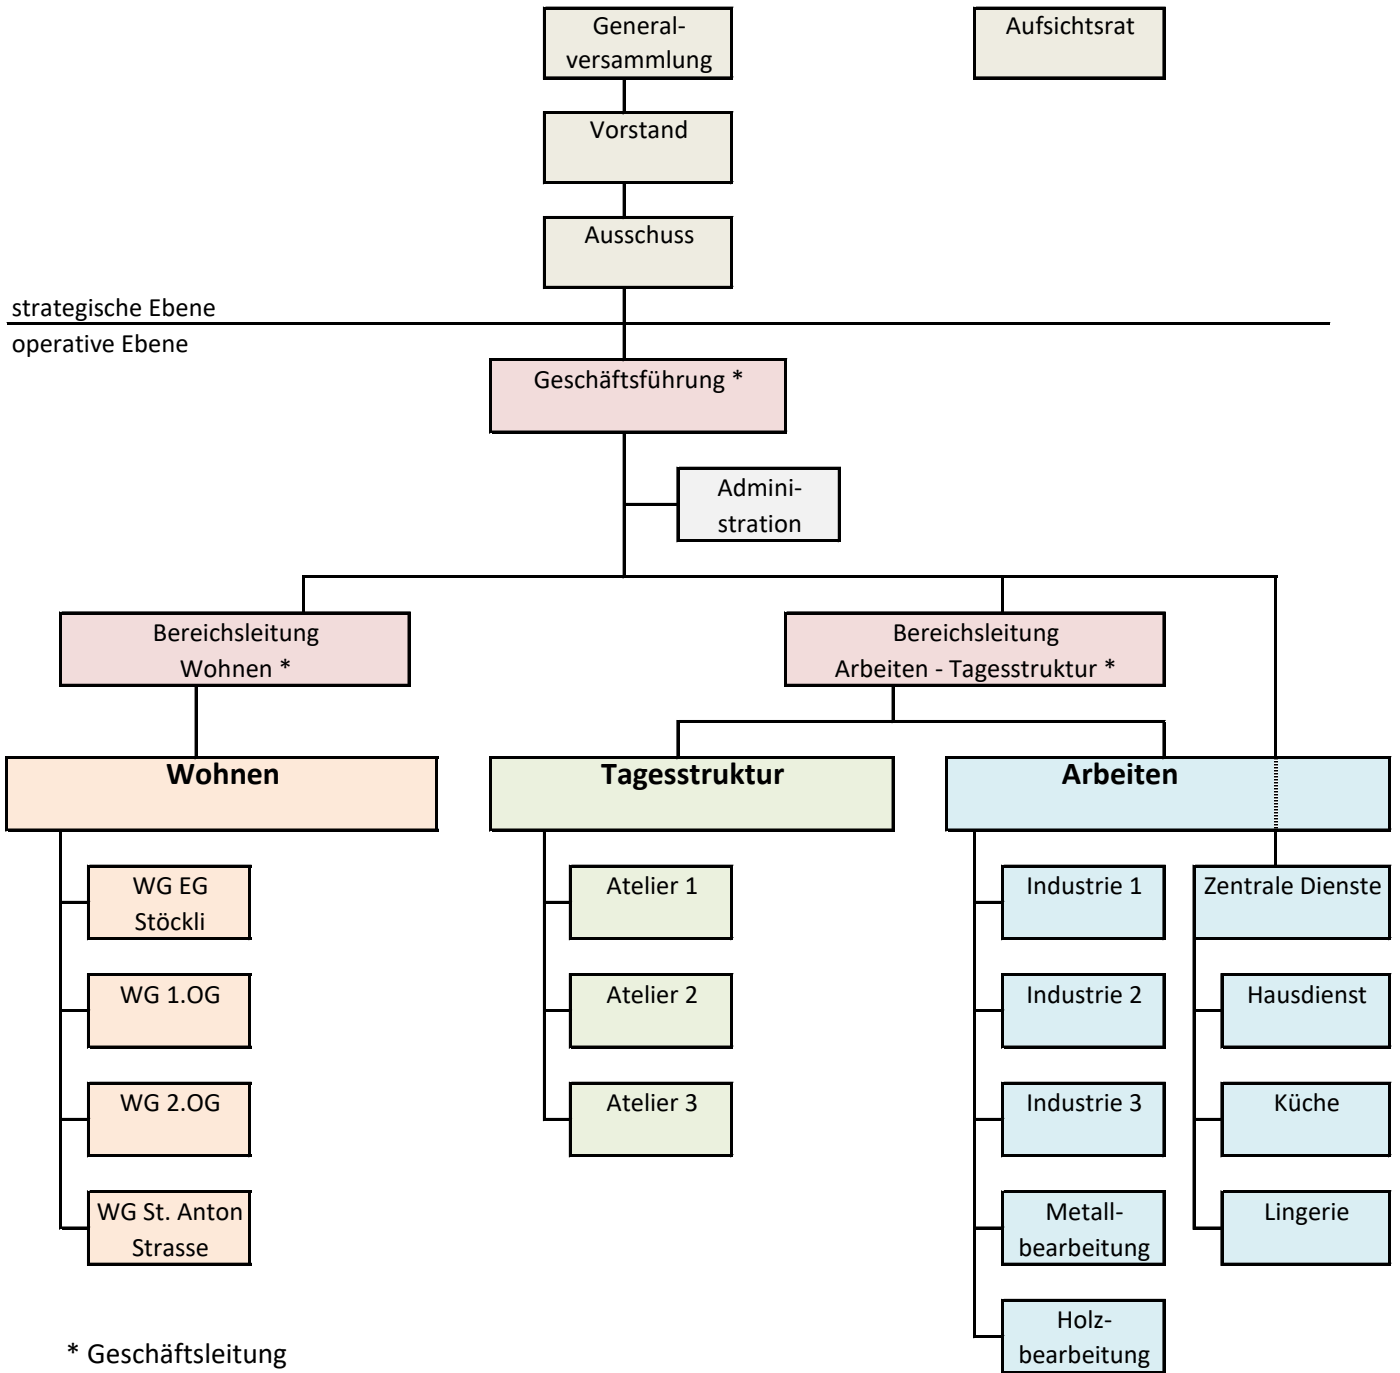 General-
versammlung
Aufsichtsrat
Vorstand
Ausschuss
strategische Ebene
operative Ebene
Geschäftsführung *
Admini-
stration
Bereichsleitung
Wohnen *
Bereichsleitung
Arbeiten - Tagesstruktur *
Wohnen
Tagesstruktur
Arbeiten
WG EG
Stöckli
Atelier 1
Industrie 1
Zentrale Dienste
WG 1.OG
Atelier 2
Industrie 2
Hausdienst
WG 2.OG
Atelier 3
Industrie 3
Küche
WG St. Anton
Strasse
Metall-
bearbeitung
Lingerie
Holz-
bearbeitung
* Geschäftsleitung